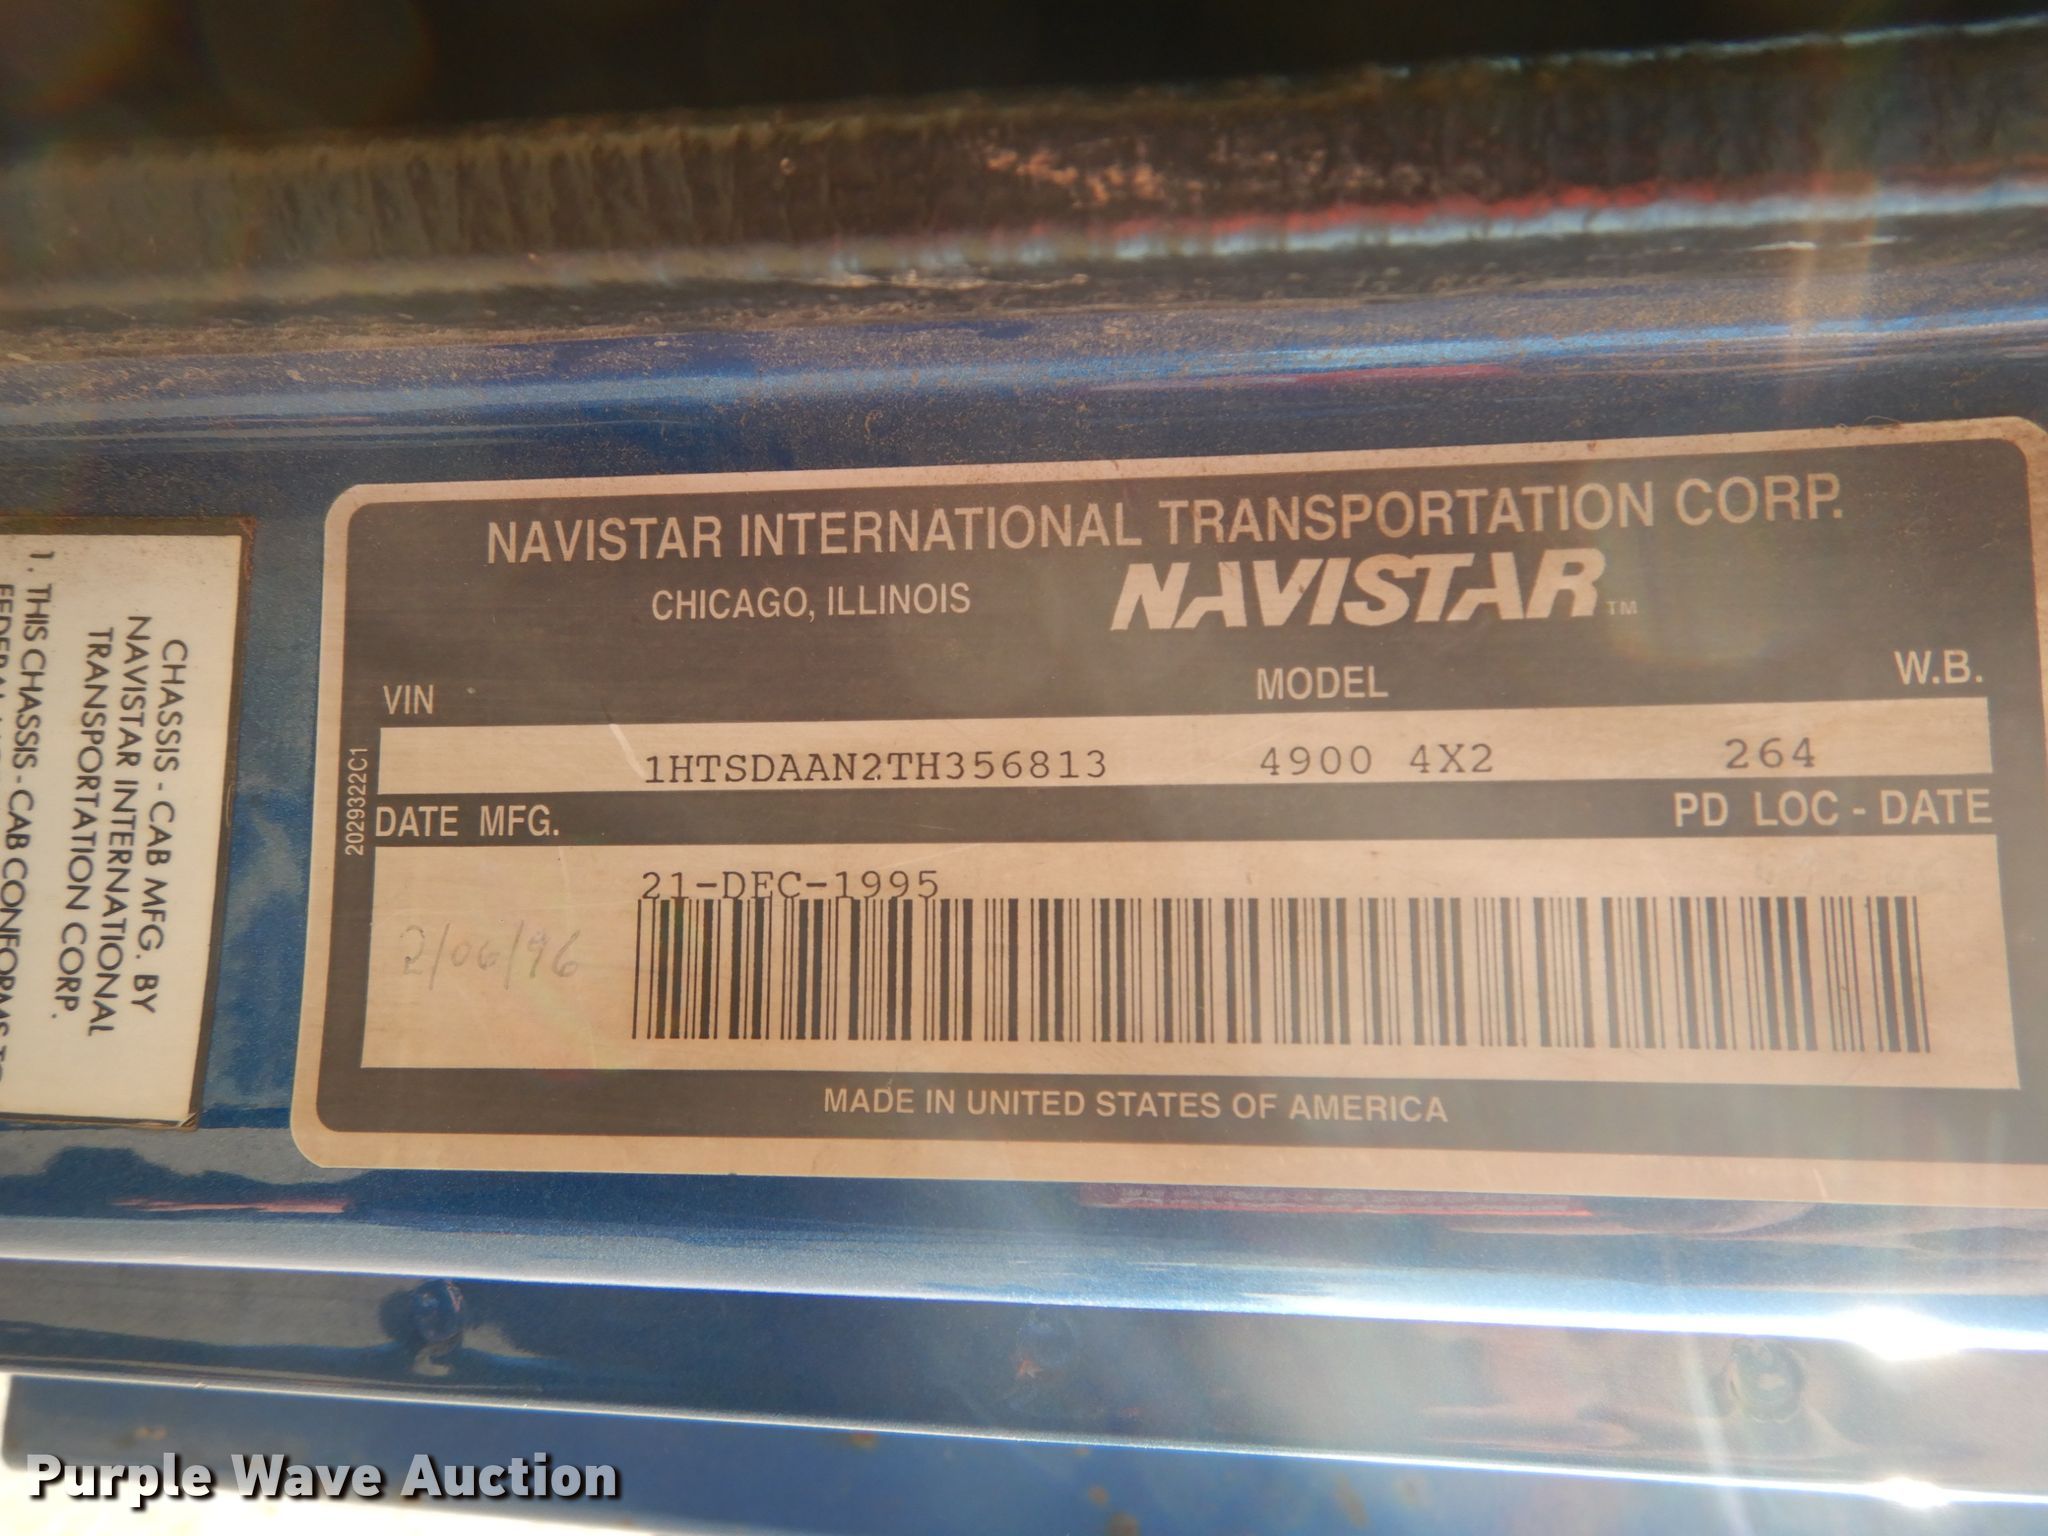 NAVISTAR INTERNATIONAL TRANSPORTATION CORP.
CHICAGO, ILLINOIS
NAVISTAR™
VIN
MODEL
W.B.
1HTSDAAN2TH356813
4900 4X2
264
DATE MFG.
PD LOC - DATE
21-DEC-1995
2/06/96
MADE IN UNITED STATES OF AMERICA
2029322C1
CHASSIS - CAB MFG. BY
NAVISTAR INTERNATIONAL
TRANSPORTATION CORP.
1. THIS CHASSIS - CAB CONFORMS TO
Purple Wave Auction